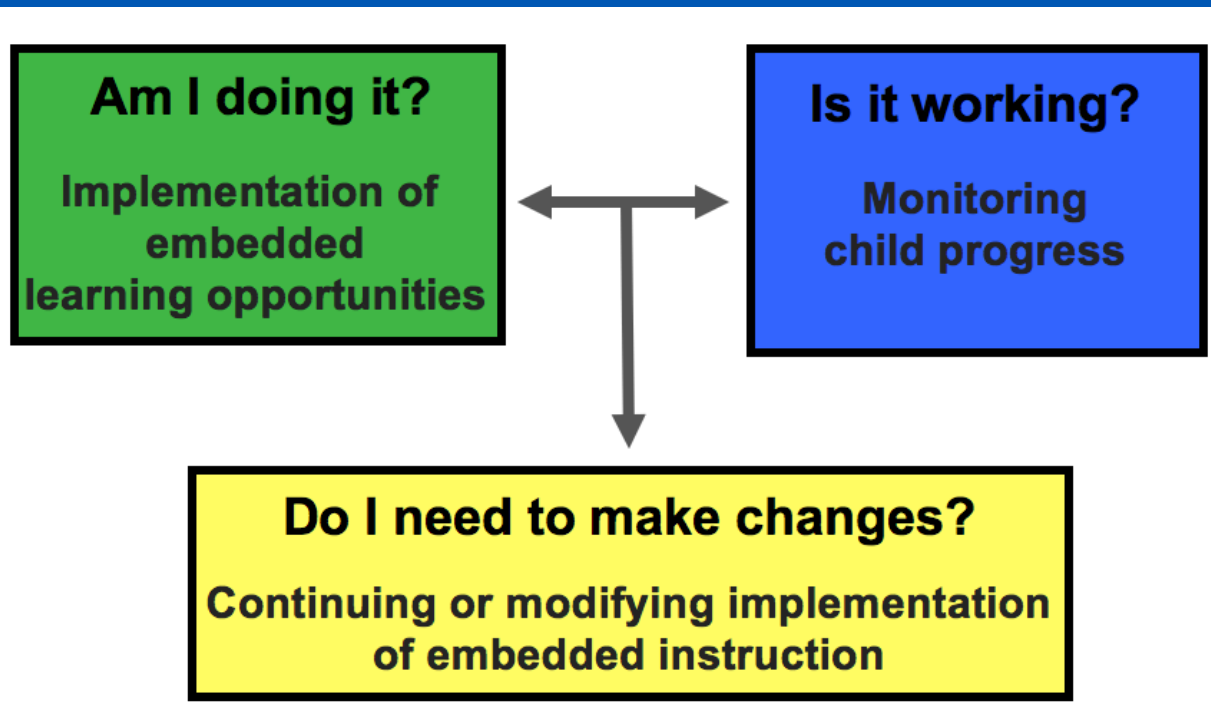 Am I doing it?
Implementation of
embedded
learning opportunities
Is it working?
Monitoring
child progress
Do I need to make changes?
Continuing or modifying implementation
of embedded instruction